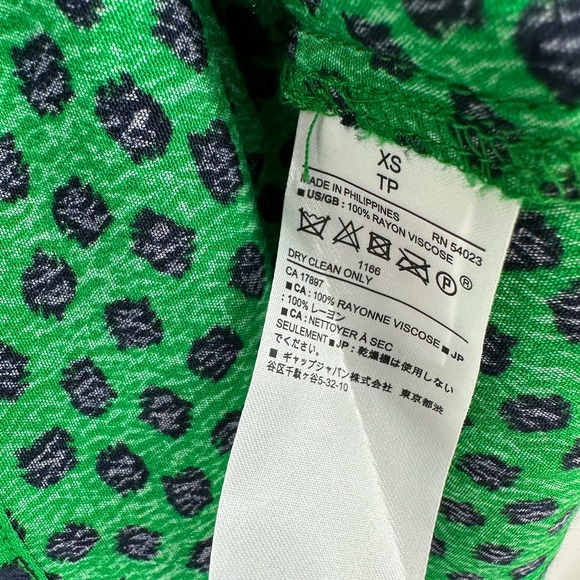 XS
TP
MADE IN PHILIPPINES RN 54023
■ US/GB : 100% RAYON VISCOSE
P ®
1166
DRY CLEAN ONLY
CA 17897
■ CA : 100% RAYONNE VISCOSE ■ JP
: 100% レーヨン
■ CA : NETTOYER À SEC
SEULEMENT ■ JP : 乾燥機は使用しない
でください。
■ ギャップジャパン株式会社 東京都渋
谷区千駄ヶ谷5-32-10